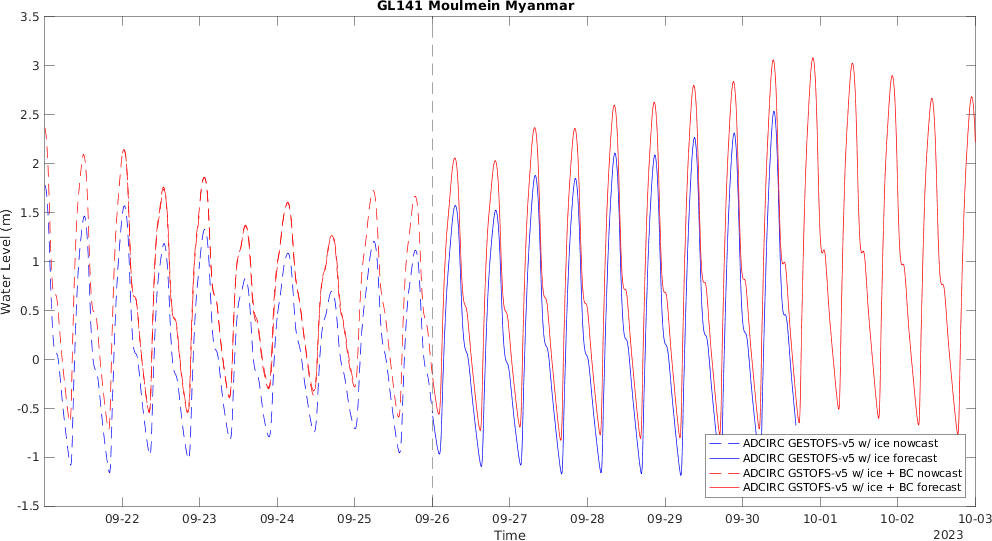 GL141 Moulmein Myanmar
3.5
3
2.5
2
1.5
1
0.5
0
-0.5
-1
-1.5
Water Level (m)
ADCIRC GESTOFS-v5 w/ ice nowcast
ADCIRC GESTOFS-v5 w/ ice forecast
ADCIRC GSTOFS-v5 w/ ice + BC nowcast
ADCIRC GSTOFS-v5 w/ ice + BC forecast
09-22 09-23 09-24 09-25 09-26 09-27 09-28 09-29 09-30 10-01 10-02 10-03
Time
2023